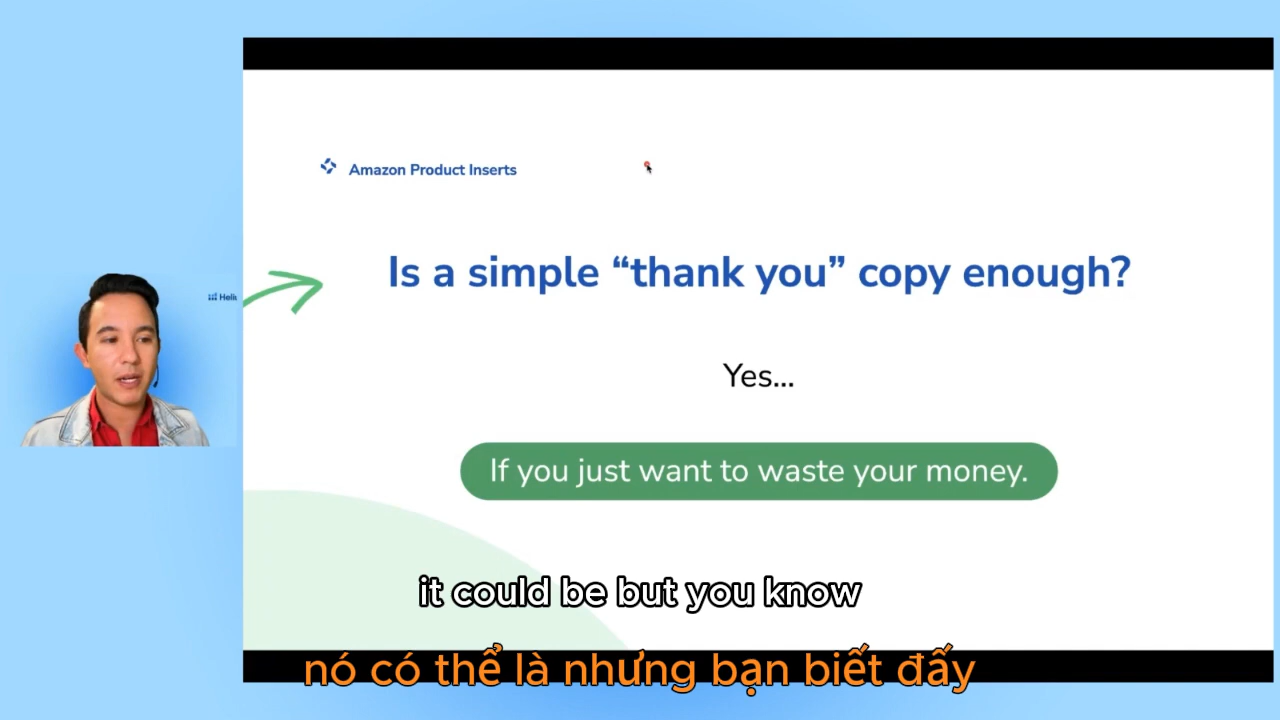 Amazon Product Inserts
Is a simple “thank you” copy enough?
Yes...
If you just want to waste your money.
it could be but you know
nó có thể là nhưng bạn biết đấy